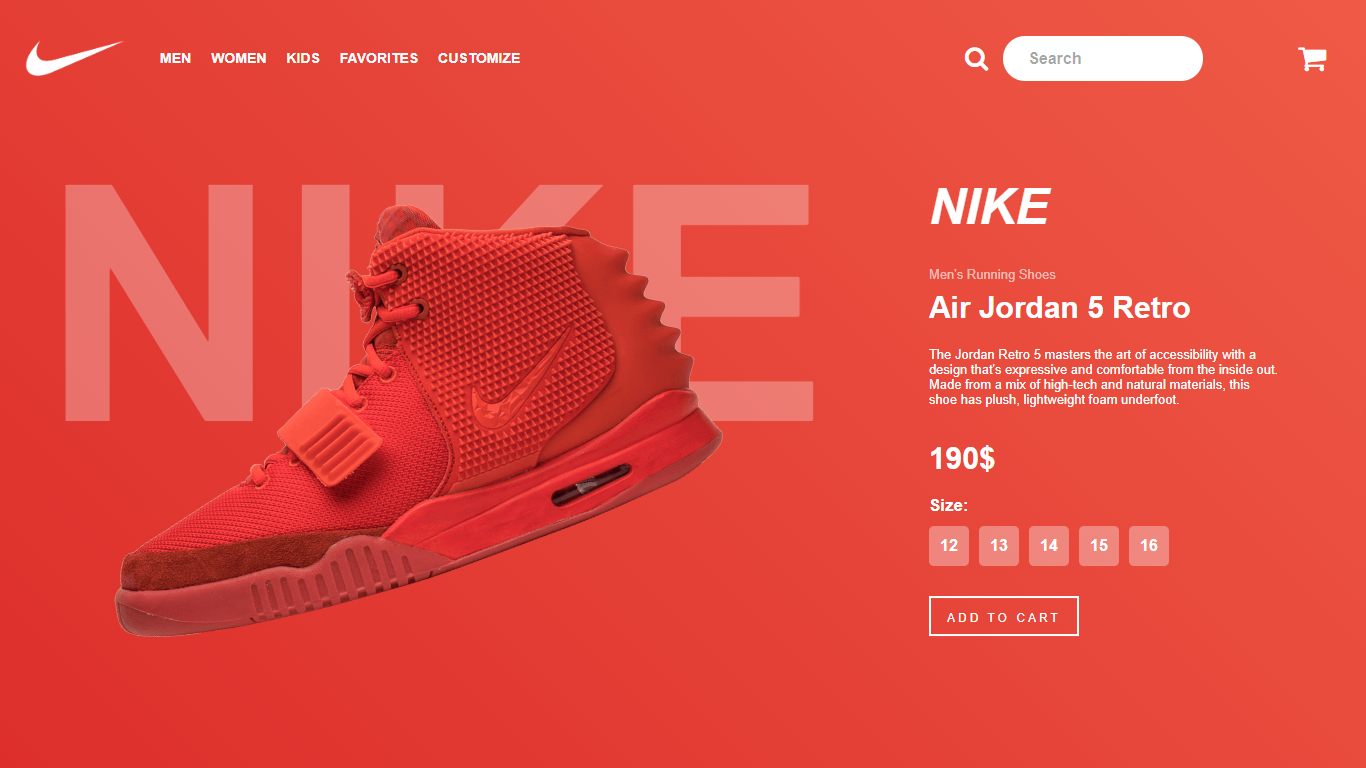 MEN WOMEN KIDS FAVORITES CUSTOMIZE
Search
NIKE
NIKE
Men's Running Shoes
Air Jordan 5 Retro
The Jordan Retro 5 masters the art of accessibility with a
design that's expressive and comfortable from the inside out.
Made from a mix of high-tech and natural materials, this
shoe has plush, lightweight foam underfoot.
190$
Size:
12 13 14 15 16
ADD TO CART